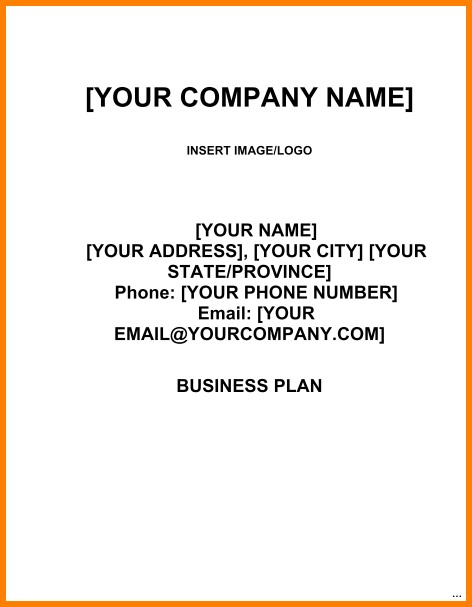 [YOUR COMPANY NAME]
INSERT IMAGE/LOGO
[YOUR NAME]
[YOUR ADDRESS], [YOUR CITY] [YOUR
STATE/PROVINCE]
Phone: [YOUR PHONE NUMBER]
Email: [YOUR
EMAIL@YOURCOMPANY.COM]
BUSINESS PLAN
...